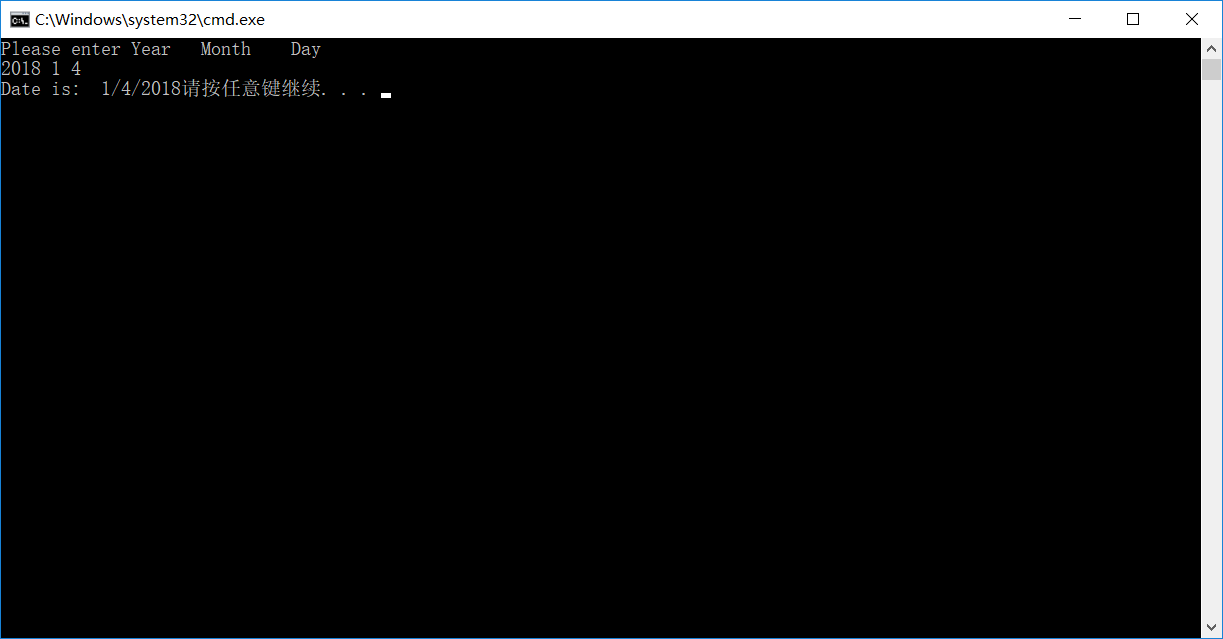 C:\Windows\system32\cmd.exe
Please enter Year   Month    Day
2018 1 4
Date is:  1/4/2018请按任意键继续. . .